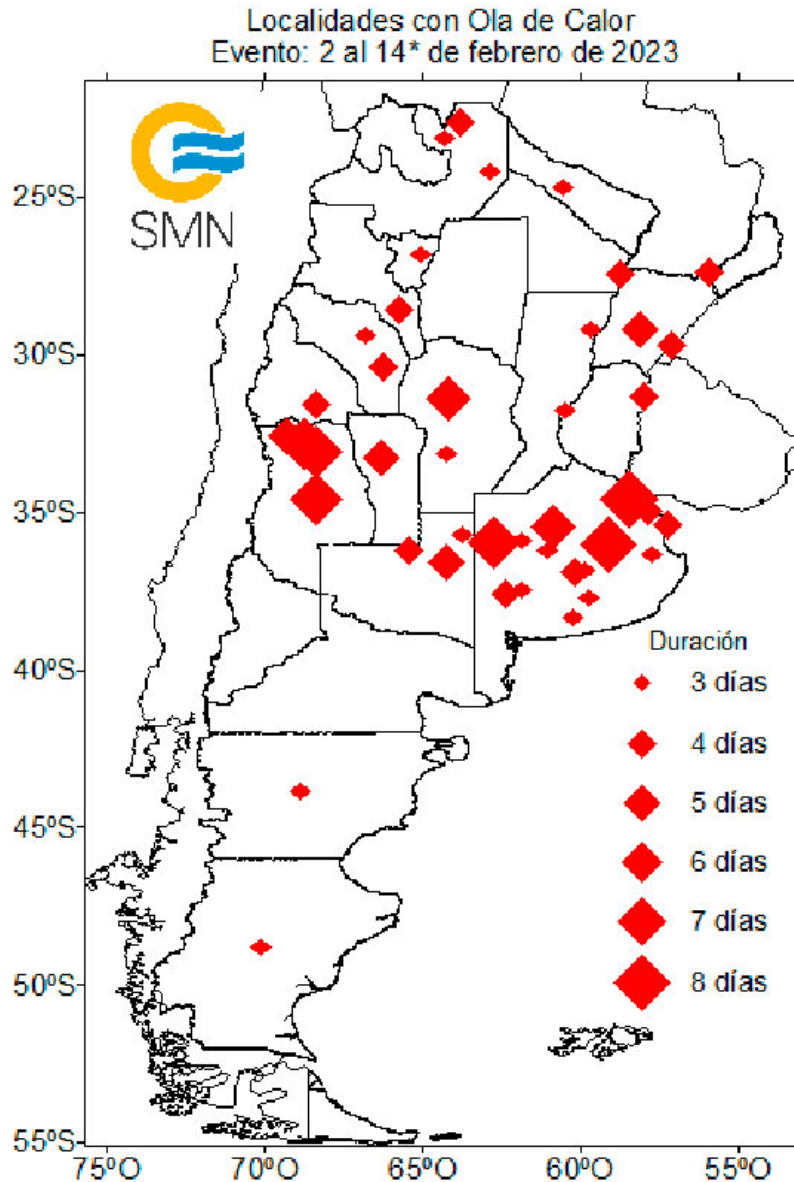 Localidades con Ola de Calor
Evento: 2 al 14* de febrero de 2023
SMN
25ºS
30ºS
35ºS
40ºS
45ºS
50ºS
55ºS
75ºO
70ºO
65ºO
60ºO
55ºO
Duración
3 días
4 días
5 días
6 días
7 días
8 días